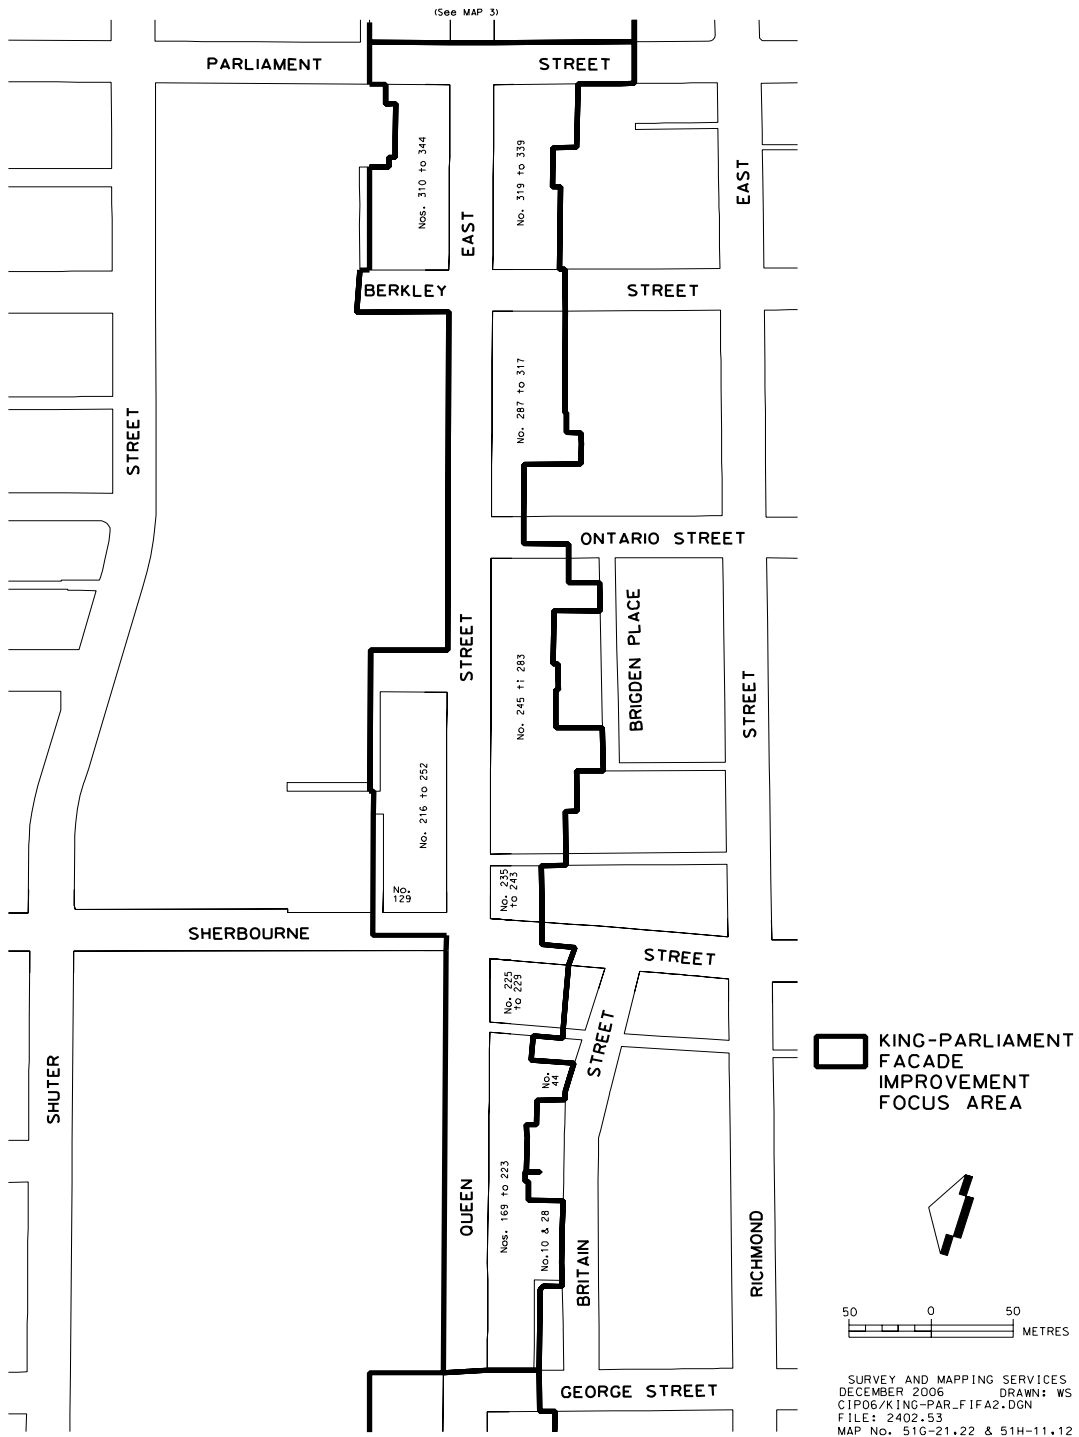 (See MAP 3)
PARLIAMENT STREET
Nos. 310 to 344
No. 319 to 339
EAST
EAST
BERKLEY STREET
No. 287 to 317
STREET
ONTARIO STREET
BRIGDEN PLACE
STREET
No. 245 ti 283
STREET
No. 216 to 252
No.
129
No. 235
to 243
SHERBOURNE STREET
No. 225
to 229
STREET
No.
44
SHUTER
QUEEN
Nos. 169 to 223
No.10 & 28
BRITAIN
RICHMOND
GEORGE STREET
KING-PARLIAMENT
FACADE
IMPROVEMENT
FOCUS AREA
50 0 50
METRES
SURVEY AND MAPPING SERVICES
DECEMBER 2006 DRAWN: WS
CIP06/KING-PAR_FIFA2.DGN
FILE: 2402.53
MAP No. 51G-21.22 & 51H-11.12